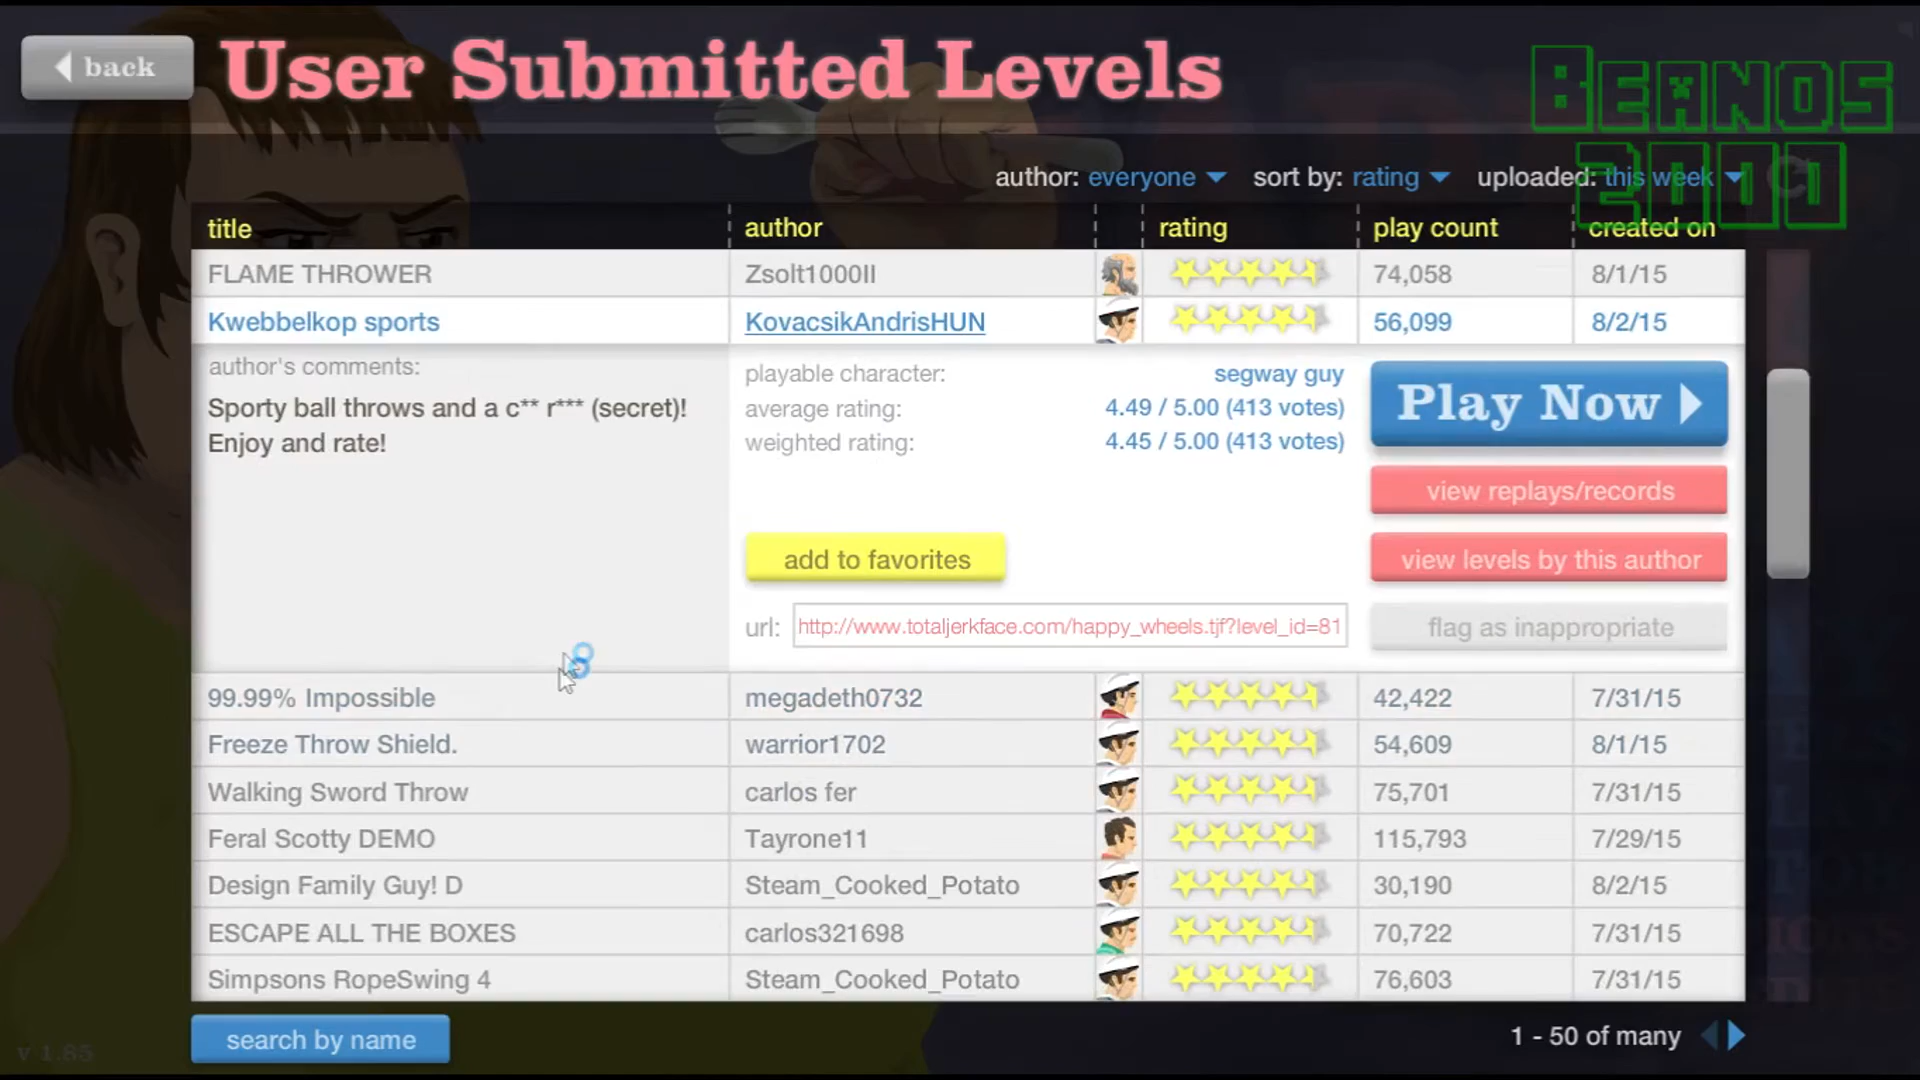 back
User Submitted Levels
BEANOS
2000
author: everyone sort by: rating uploaded: this week
title author rating play count created on
FLAME THROWER Zsolt1000II 74,058 8/1/15
Kwebbelkop sports KovacsikAndrisHUN 56,099 8/2/15
author's comments:
Sporty ball throws and a c** r*** (secret)!
Enjoy and rate!
playable character: segway guy
average rating: 4.49 / 5.00 (413 votes)
weighted rating: 4.45 / 5.00 (413 votes)
Play Now
view replays/records
add to favorites
view levels by this author
url: http://www.totaljerkface.com/happy_wheels.tjf?level_id=81
flag as inappropriate
99.99% Impossible megadeth0732 42,422 7/31/15
Freeze Throw Shield. warrior1702 54,609 8/1/15
Walking Sword Throw carlos fer 75,701 7/31/15
Feral Scotty DEMO Tayrone11 115,793 7/29/15
Design Family Guy! D Steam_Cooked_Potato 30,190 8/2/15
ESCAPE ALL THE BOXES carlos321698 70,722 7/31/15
Simpsons RopeSwing 4 Steam_Cooked_Potato 76,603 7/31/15
search by name
1 - 50 of many
v 1.85